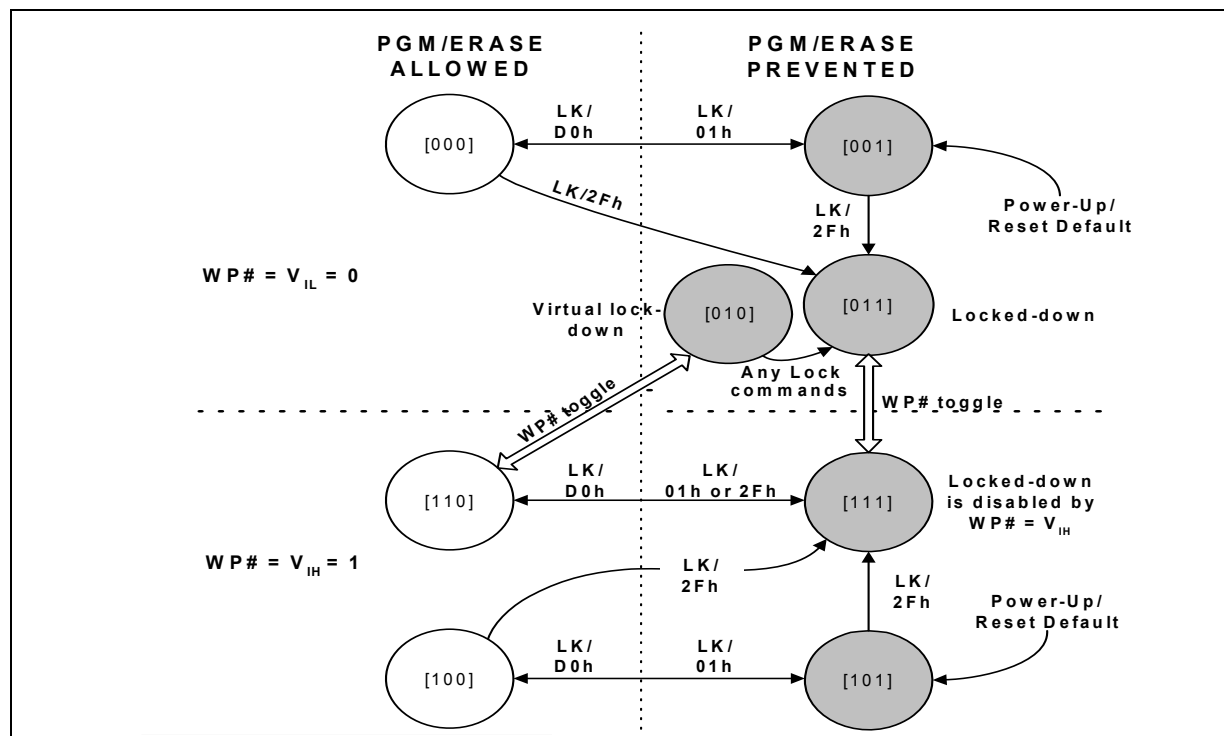 PGM/ERASE
ALLOWED
PGM/ERASE
PREVENTED
LK/
D0h
LK/
01h
[000]
[001]
LK/2Fh
LK/
2Fh
Power-Up/
Reset Default
WP# = VIL = 0
Virtual lock-
down
[010]
[011]
Locked-down
Any Lock
commands
WP# toggle
WP# toggle
LK/
D0h
LK/
01h or 2Fh
[110]
[111]
Locked-down
is disabled by
WP# = VIH
WP# = VIH = 1
LK/
2Fh
LK/
2Fh
Power-Up/
Reset Default
LK/
D0h
LK/
01h
[100]
[101]